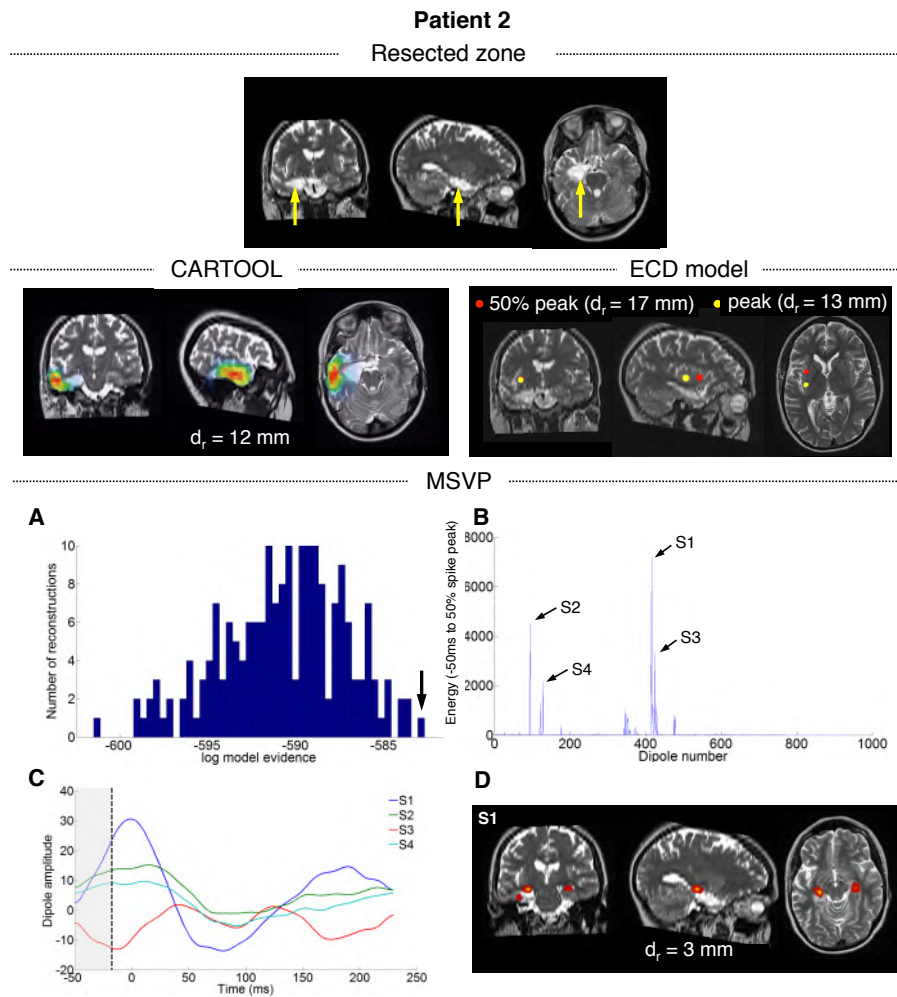 Patient 2
Resected zone
CARTOOL
ECD model
50% peak (dr = 17 mm)
peak (dr = 13 mm)
dr = 12 mm
MSVP
A
10
8
6
4
2
0
Number of reconstructions
-600
-595
-590
-585
log model evidence
B
8000
6000
4000
2000
0
Energy (-50ms to 50% spike peak)
S1
S2
S3
S4
0
200
400
600
800
1000
Dipole number
C
40
30
20
10
0
-10
-20
Dipole amplitude
S1
S2
S3
S4
-50
0
50
100
150
200
250
Time (ms)
D
S1
dr = 3 mm